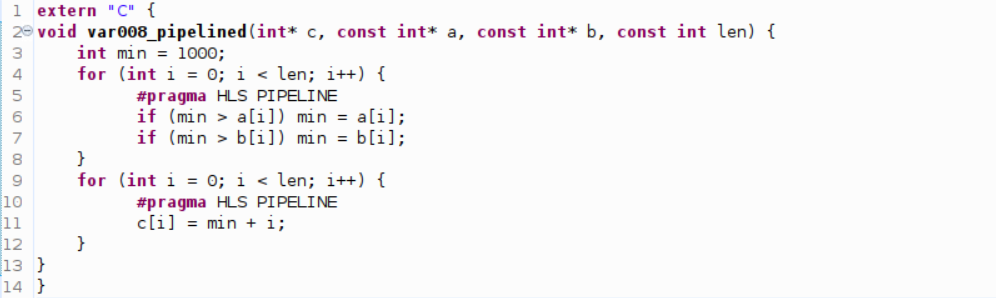 1 extern "C" {
2 void var008_pipelined(int* c, const int* a, const int* b, const int len) {
3     int min = 1000;
4     for (int i = 0; i < len; i++) {
5         #pragma HLS PIPELINE
6         if (min > a[i]) min = a[i];
7         if (min > b[i]) min = b[i];
8     }
9     for (int i = 0; i < len; i++) {
10         #pragma HLS PIPELINE
11         c[i] = min + i;
12     }
13 }
14 }